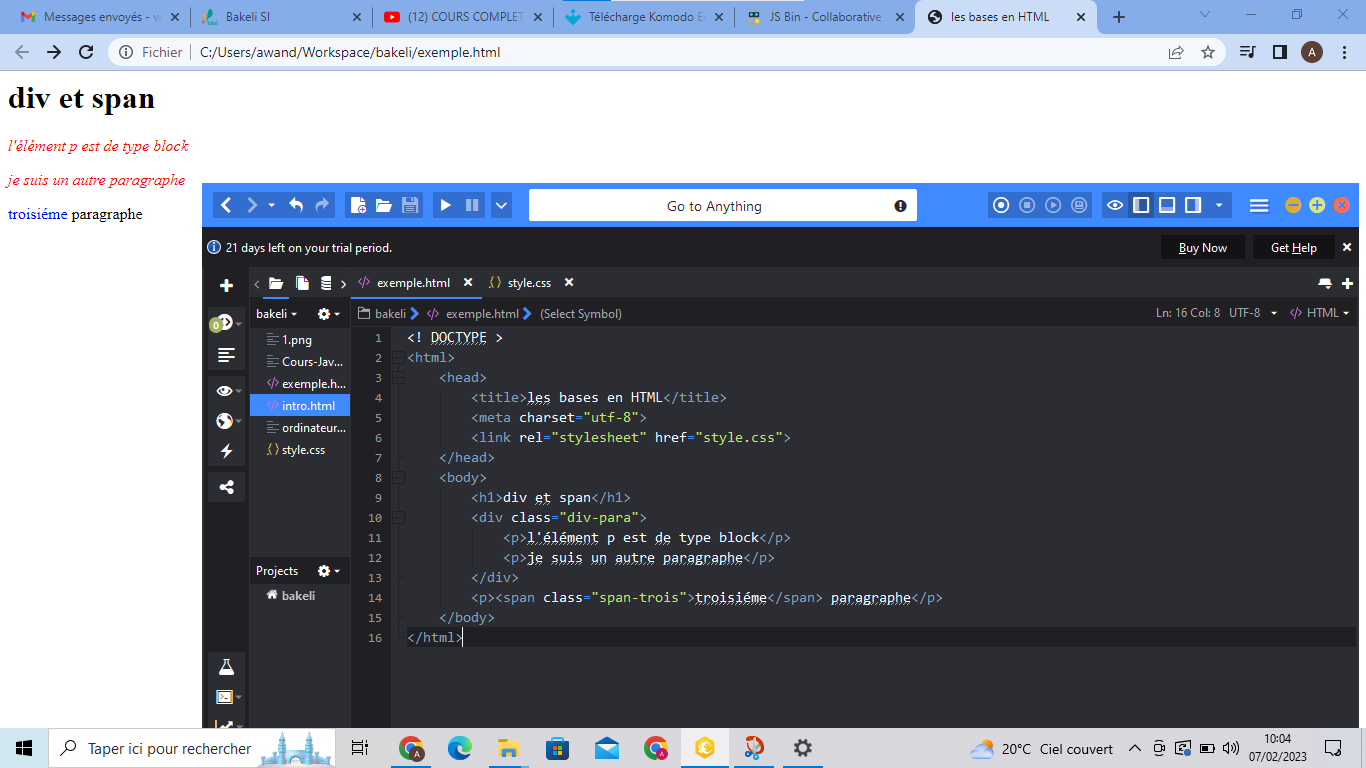 Messages envoyés - w
Bakeli SI
(12) COURS COMPLET
Télécharge Komodo E
JS Bin - Collaborative
les bases en HTML
Fichier
C:/Users/awand/Workspace/bakeli/exemple.html
A
div et span
l'élément p est de type block
je suis un autre paragraphe
troisiéme paragraphe
Go to Anything
21 days left on your trial period.
Buy Now
Get Help
exemple.html
style.css
bakeli
bakeli
exemple.html
(Select Symbol)
Ln: 16 Col: 8
UTF-8
HTML
0
1.png
Cours-Jav...
exemple.h...
intro.html
ordinateur...
style.css
Projects
bakeli
1 <! DOCTYPE >
2 <html>
3 <head>
4 <title>les bases en HTML</title>
5 <meta charset="utf-8">
6 <link rel="stylesheet" href="style.css">
7 </head>
8 <body>
9 <h1>div et span</h1>
10 <div class="div-para">
11 <p>l'élément p est de type block</p>
12 <p>je suis un autre paragraphe</p>
13 </div>
14 <p><span class="span-trois">troisiéme</span> paragraphe</p>
15 </body>
16 </html>
Taper ici pour rechercher
20°C Ciel couvert
10:04
07/02/2023